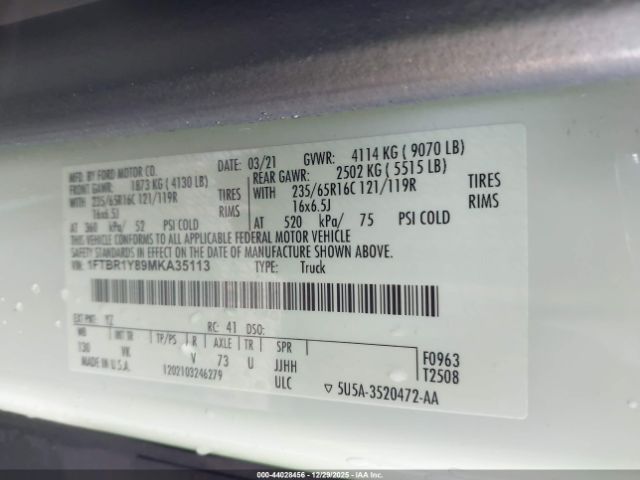 MFD. BY FORD MOTOR CO.
DATE: 03/21 GVWR: 4114 KG ( 9070 LB)
FRONT GAWR: 1873 KG ( 4130 LB) REAR GAWR: 2502 KG ( 5515 LB)
WITH 235/65R16C 121/119R TIRES WITH 235/65R16C 121/119R TIRES
16x6.5J RIMS 16x6.5J RIMS
AT 360 kPa/ 52 PSI COLD AT 520 kPa/ 75 PSI COLD
THIS VEHICLE CONFORMS TO ALL APPLICABLE FEDERAL MOTOR VEHICLE
SAFETY STANDARDS IN EFFECT ON THE DATE OF MANUFACTURE SHOWN ABOVE.
VIN: 1FTBR1Y89MKA35113 TYPE: Truck
EXT PNT: YZ RC: 41 DSO:
WB INT TR TP/PS R AXLE TR SPR
130 VK V 73 U JJHH F0963
MADE IN U.S.A. 1202103246279 ULC T2508
▽ 5U5A-3520472-AA
000-44028456 - 12/29/2025 - IAA, Inc.